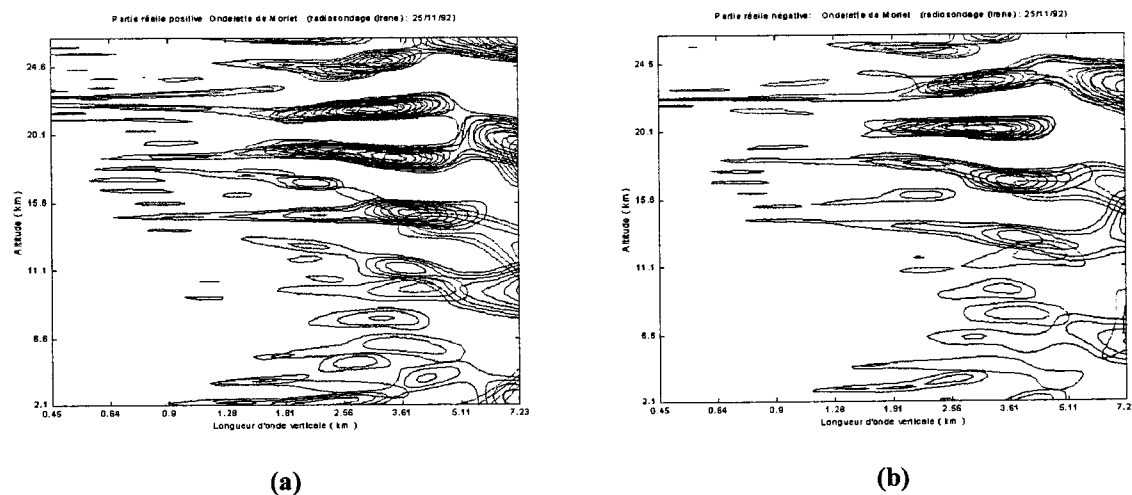 Partie réelle positive Ondelette de Morlet (radiosondage (Irene) : 25/11/92)
24.6
20.1
15.6
11.1
6.6
2.1
Altitude (km)
0.45 0.64 0.9 1.28 1.81 2.56 3.61 5.11 7.23
Longueur d'onde verticale (km)
(a)
Partie réelle négative: Ondelette de Morlet (radiosondage (Irene) : 25/11/92)
24.6
20.1
15.6
11.1
6.6
2.1
Altitude (km)
0.45 0.64 0.9 1.28 1.81 2.56 3.61 5.11 7.2
Longueur d'onde verticale (km)
(b)